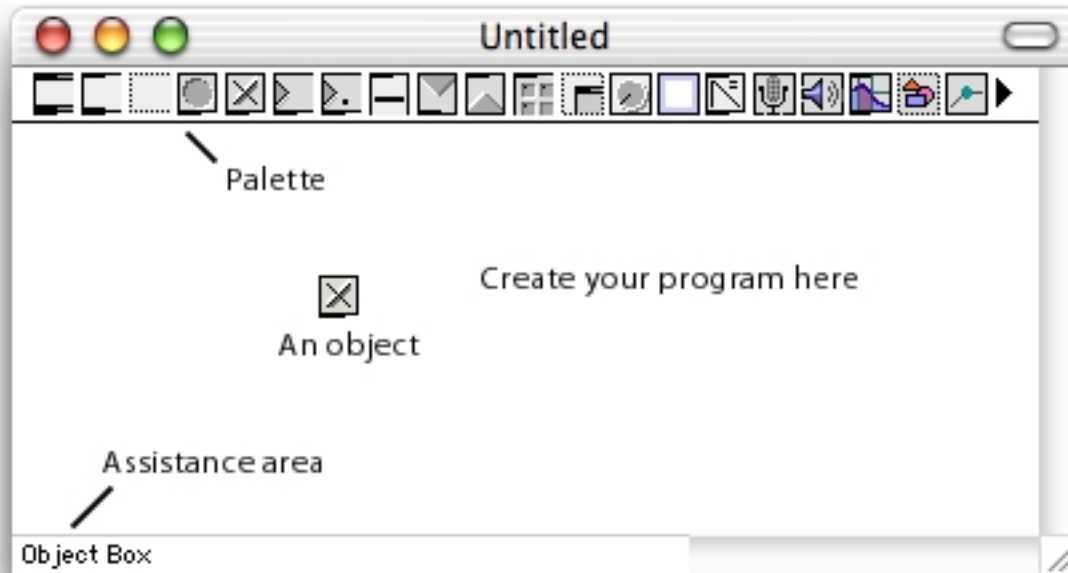 Untitled
Palette
Create your program here
An object
Assistance area
Object Box